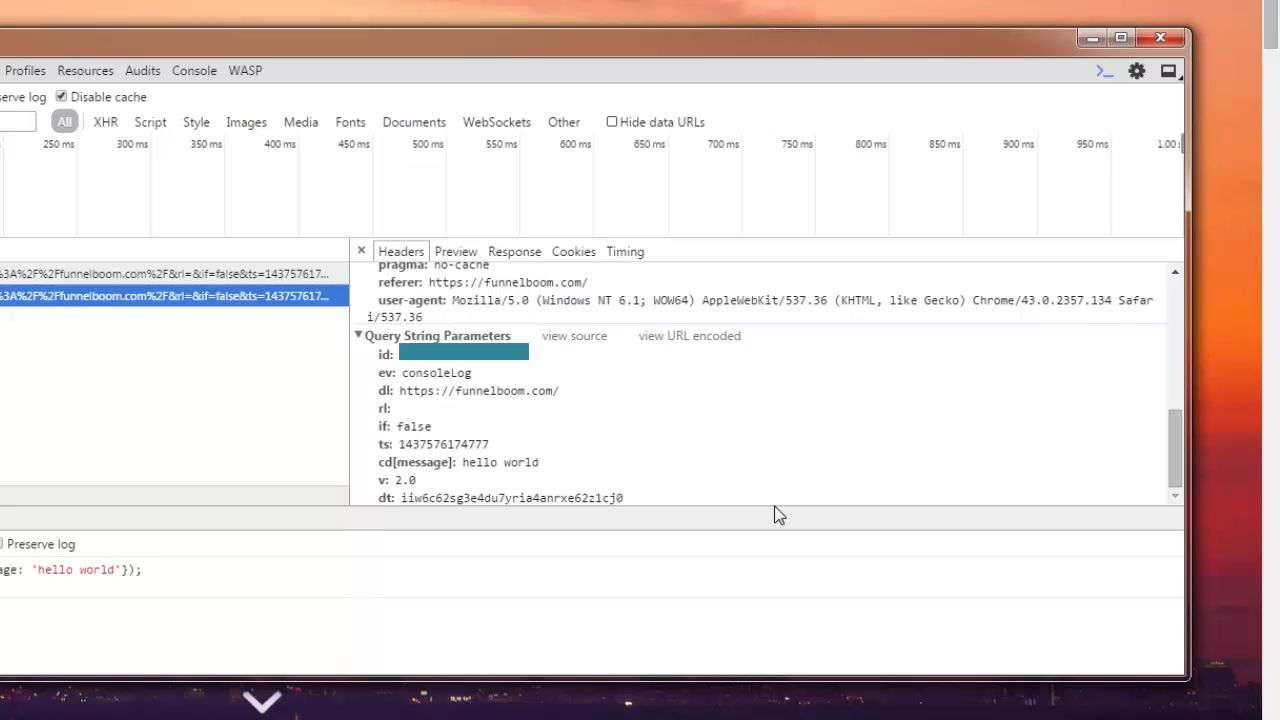 Profiles Resources Audits Console WASP
serve log Disable cache
All XHR Script Style Images Media Fonts Documents WebSockets Other Hide data URLs
250 ms 300 ms 350 ms 400 ms 450 ms 500 ms 550 ms 600 ms 650 ms 700 ms 750 ms 800 ms 850 ms 900 ms 950 ms 1.00
× Headers Preview Response Cookies Timing
%3A%2F%2Ffunnelboom.com%2F&rl=&if=false&ts=143757617...
%3A%2F%2Ffunnelboom.com%2F&rl=&if=false&ts=143757617...
pragma: no-cache
referer: https://funnelboom.com/
user-agent: Mozilla/5.0 (Windows NT 6.1; WOW64) AppleWebKit/537.36 (KHTML, like Gecko) Chrome/43.0.2357.134 Safar
i/537.36
Query String Parameters view source view URL encoded
id:
ev: consoleLog
dl: https://funnelboom.com/
rl:
if: false
ts: 1437576174777
cd[message]: hello world
v: 2.0
dt: iiw6c62sg3e4du7yria4anrxe62z1cj0
Preserve log
age: 'hello world'});